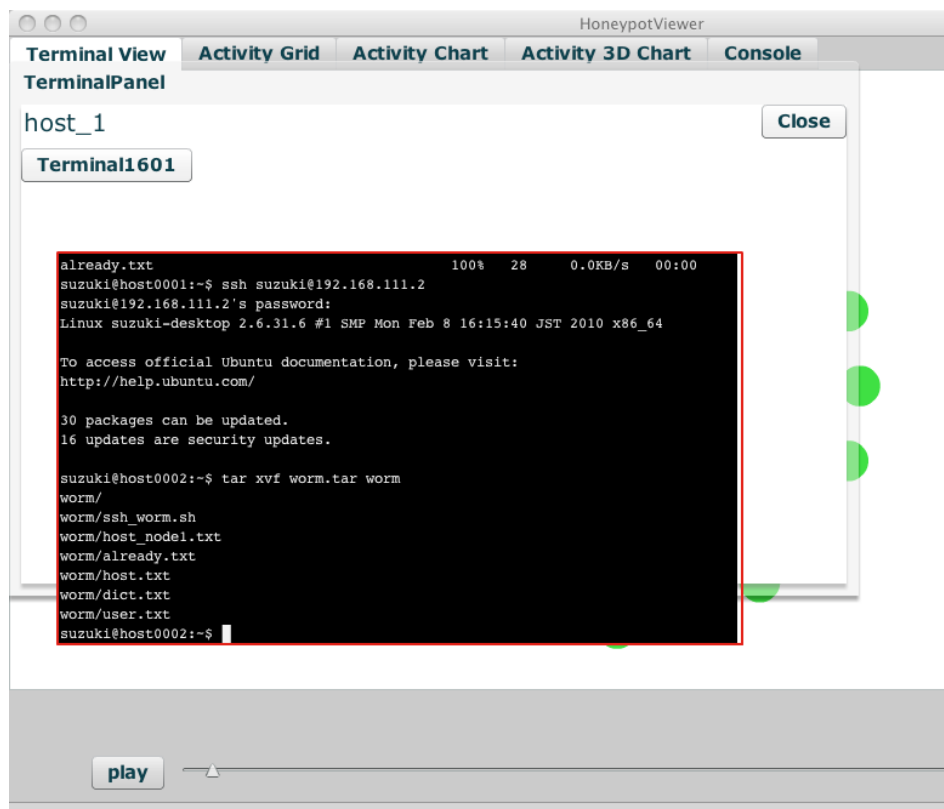 HoneypotViewer
Terminal View Activity Grid Activity Chart Activity 3D Chart Console
TerminalPanel
host_1 Close
Terminal1601
already.txt 100% 28 0.0KB/s 00:00
suzuki@host0001:~$ ssh suzuki@192.168.111.2
suzuki@192.168.111.2's password:
Linux suzuki-desktop 2.6.31.6 #1 SMP Mon Feb 8 16:15:40 JST 2010 x86_64
To access official Ubuntu documentation, please visit:
http://help.ubuntu.com/
30 packages can be updated.
16 updates are security updates.
suzuki@host0002:~$ tar xvf worm.tar worm
worm/
worm/ssh_worm.sh
worm/host_node1.txt
worm/already.txt
worm/host.txt
worm/dict.txt
worm/user.txt
suzuki@host0002:~$
play